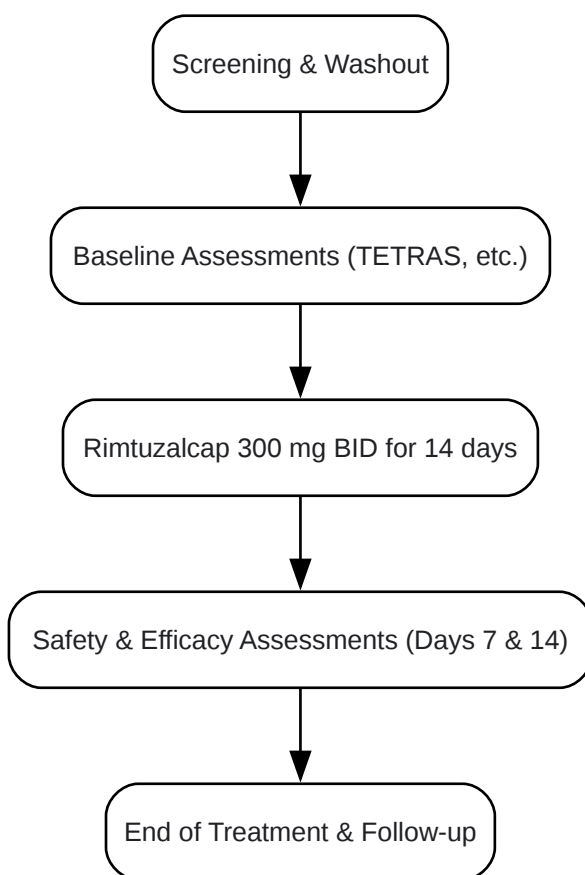 Screening & Washout
Baseline Assessments (TETRAS, etc.)
Rimtuzalcap 300 mg BID for 14 days
Safety & Efficacy Assessments (Days 7 & 14)
End of Treatment & Follow-up